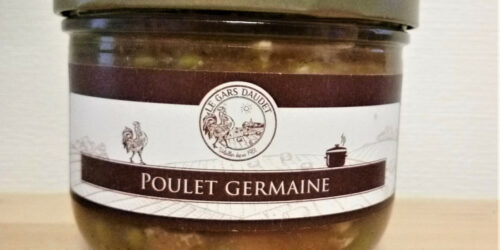 LE GARS DAUDET
POULET GERMAINE